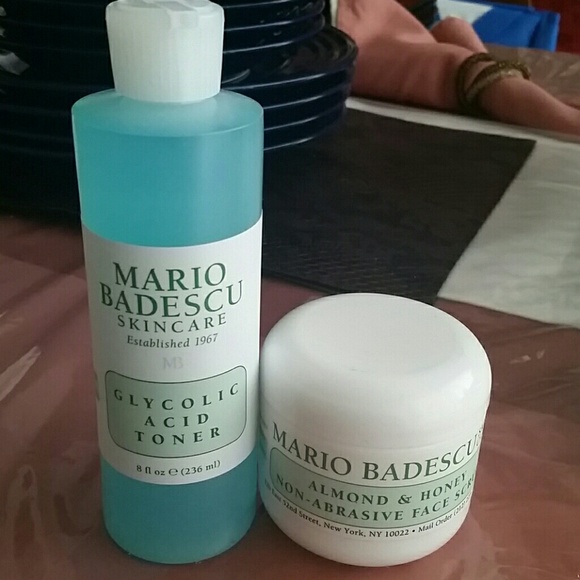 MARIO
BADESCU
SKINCARE
Established 1967
MB
GLYCOLIC
ACID
TONER
8 fl oz ℮ (236 ml)
MARIO BADESCU
ALMOND & HONEY
NON-ABRASIVE FACE
52nd Street, New York, NY 10022 • Mail Order